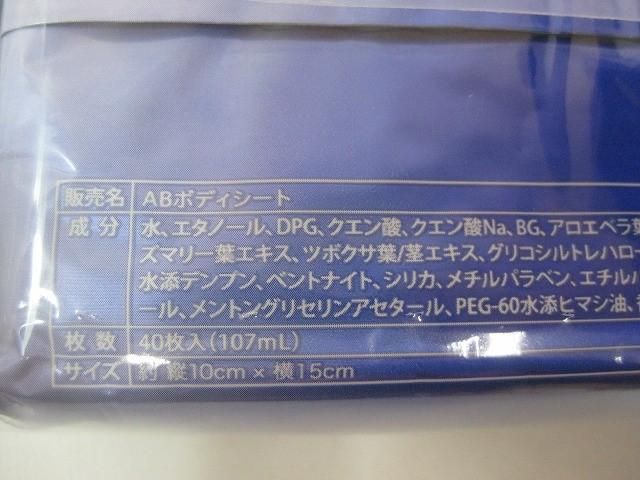 販売名 ABボディシート
成分 水、エタノール、DPG、クエン酸、クエン酸Na、BG、アロエベラ葉
ズマリー葉エキス、ツボクサ葉/茎エキス、グリコシルトレハロー
水添デンプン、ベントナイト、シリカ、メチルパラベン、エチルパ
ール、メントングリセリンアセタール、PEG-60水添ヒマシ油、
枚数 40枚入(107mL)
サイズ 約 縦10cm×横15cm